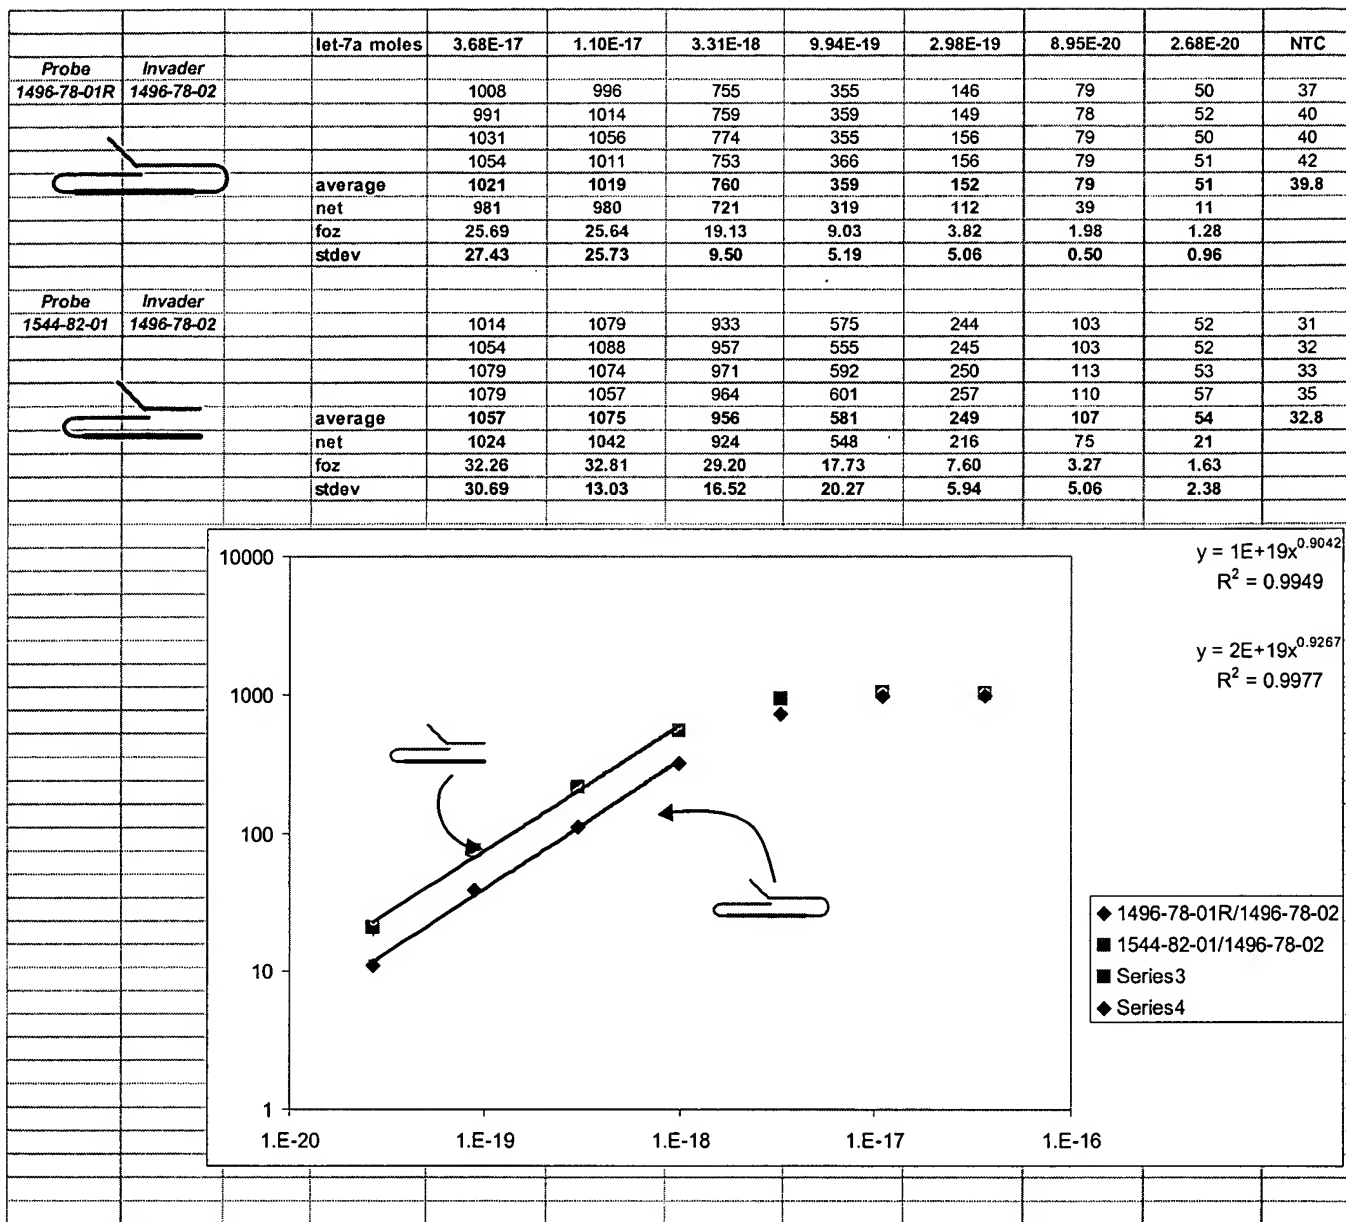 let-7a moles 3.68E-17 1.10E-17 3.31E-18 9.94E-19 2.98E-19 8.95E-20 2.68E-20 NTC
Probe Invader
1496-78-01R 1496-78-02 1008 996 755 355 146 79 50 37
991 1014 759 359 149 78 52 40
1031 1056 774 355 156 79 50 40
1054 1011 753 366 156 79 51 42
average 1021 1019 760 359 152 79 51 39.8
net 981 980 721 319 112 39 11
foz 25.69 25.64 19.13 9.03 3.82 1.98 1.28
stdev 27.43 25.73 9.50 5.19 5.06 0.50 0.96
Probe Invader
1544-82-01 1496-78-02 1014 1079 933 575 244 103 52 31
1054 1088 957 555 245 103 52 32
1079 1074 971 592 250 113 53 33
1079 1057 964 601 257 110 57 35
average 1057 1075 956 581 249 107 54 32.8
net 1024 1042 924 548 216 75 21
foz 32.26 32.81 29.20 17.73 7.60 3.27 1.63
stdev 30.69 13.03 16.52 20.27 5.94 5.06 2.38
10000
y = 1E+19x^0.9042
R² = 0.9949
y = 2E+19x^0.9267
R² = 0.9977
1000
100
10
1
1496-78-01R/1496-78-02
1544-82-01/1496-78-02
Series3
Series4
1.E-20 1.E-19 1.E-18 1.E-17 1.E-16